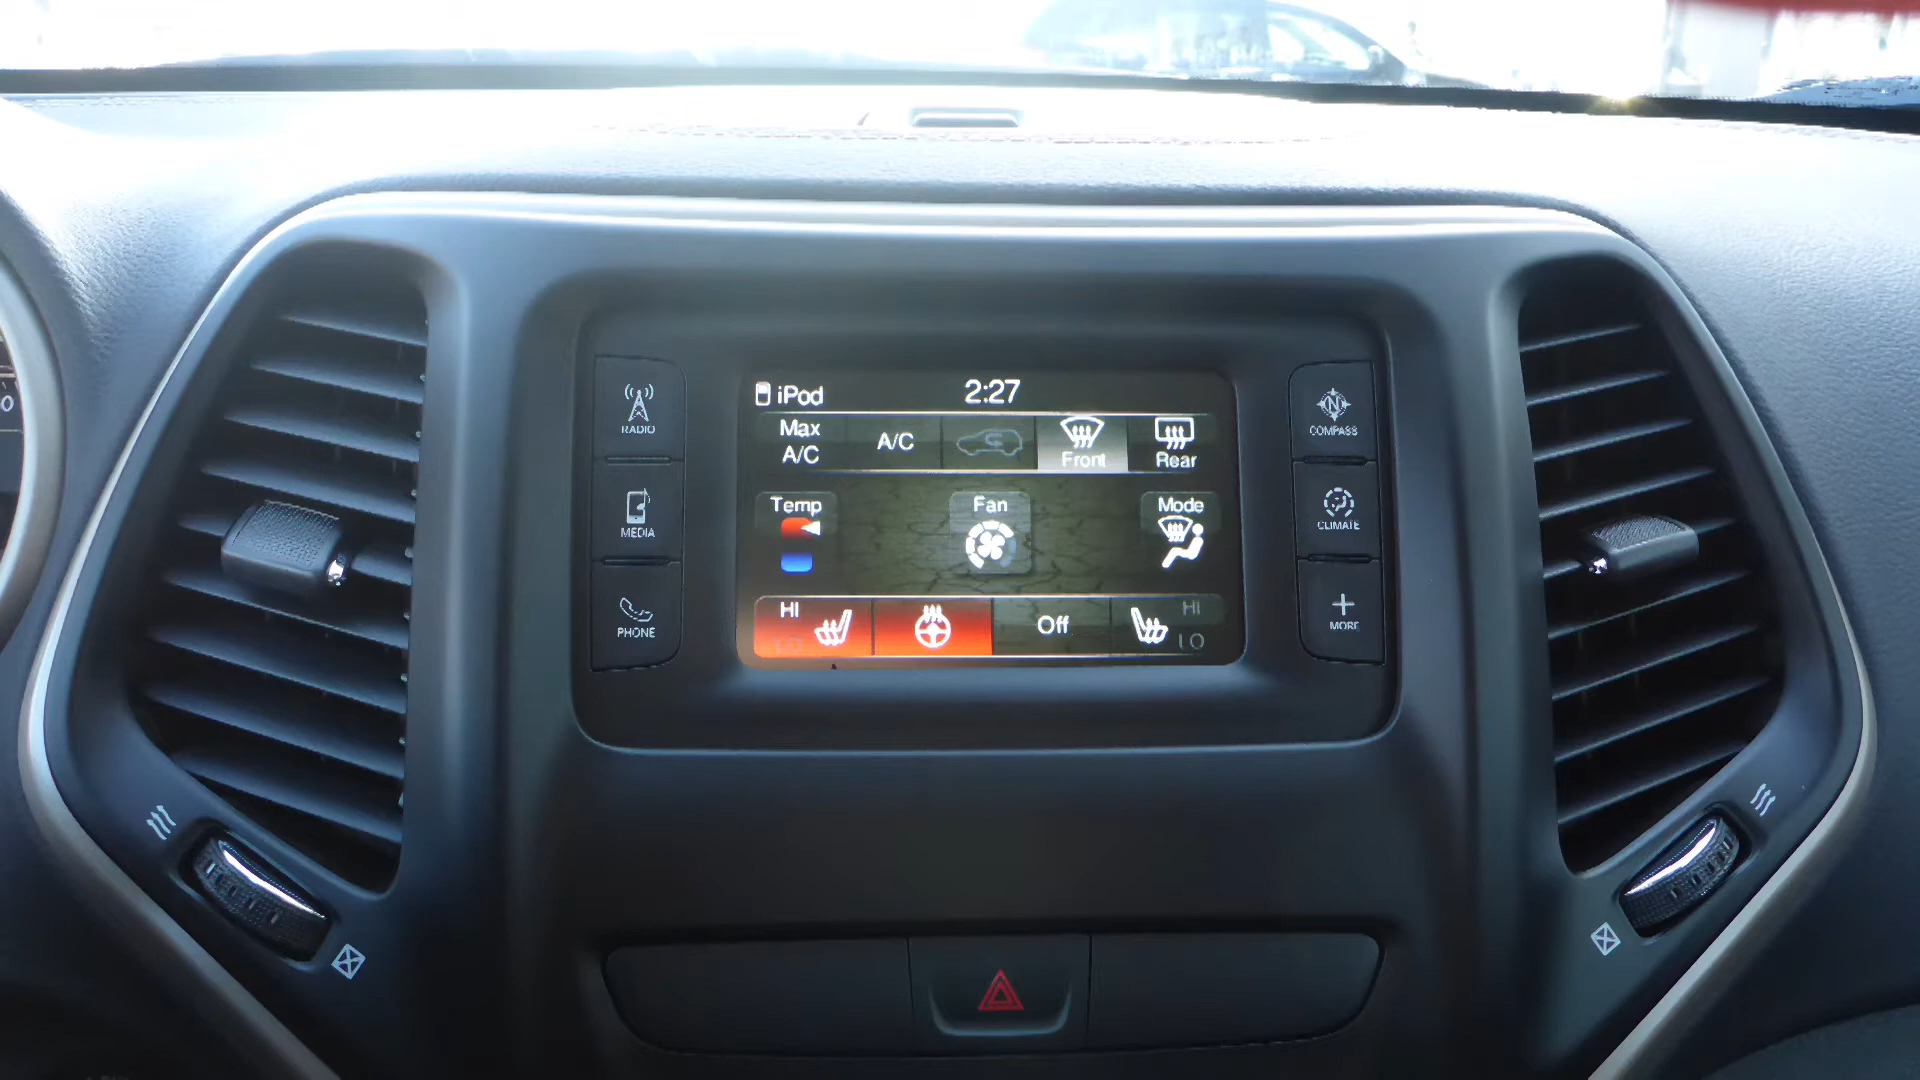 iPod 2:27
Max A/C
A/C
Front
Rear
RADIO
MEDIA
PHONE
Temp
Fan
Mode
HI
LO
Off
HI
LO
N
COMPASS
CLIMATE
MORE